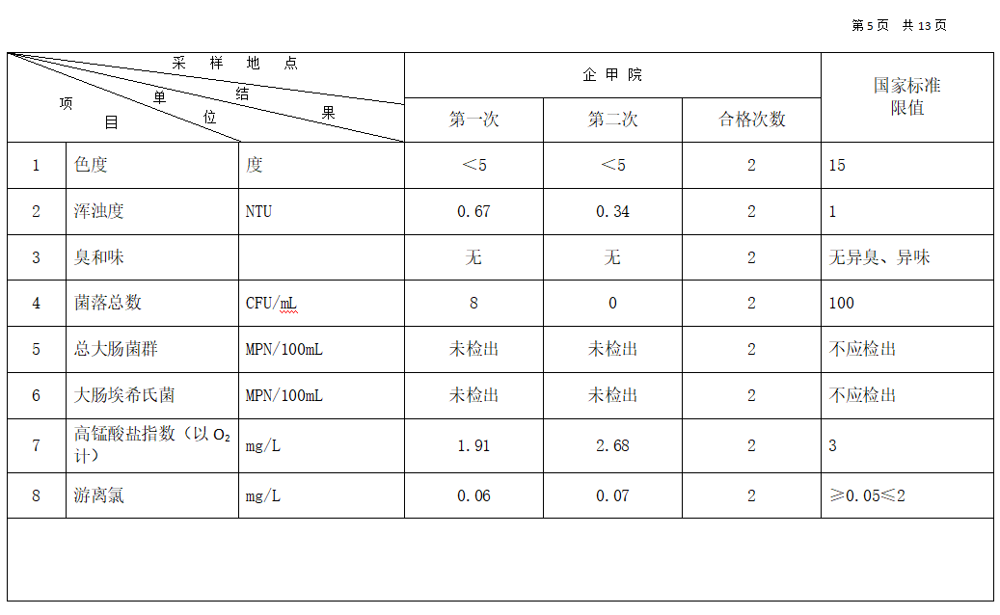 第 5 页 共 13 页
采 样 地 点
结 果
单 位
项 目
企 甲 院
国家标准
限值
第一次 第二次 合格次数
1 色度 度 ＜5 ＜5 2 15
2 浑浊度 NTU 0.67 0.34 2 1
3 臭和味 无 无 2 无异臭、异味
4 菌落总数 CFU/mL 8 0 2 100
5 总大肠菌群 MPN/100mL 未检出 未检出 2 不应检出
6 大肠埃希氏菌 MPN/100mL 未检出 未检出 2 不应检出
7 高锰酸盐指数（以 O₂
计） mg/L 1.91 2.68 2 3
8 游离氯 mg/L 0.06 0.07 2 ≥0.05≤2